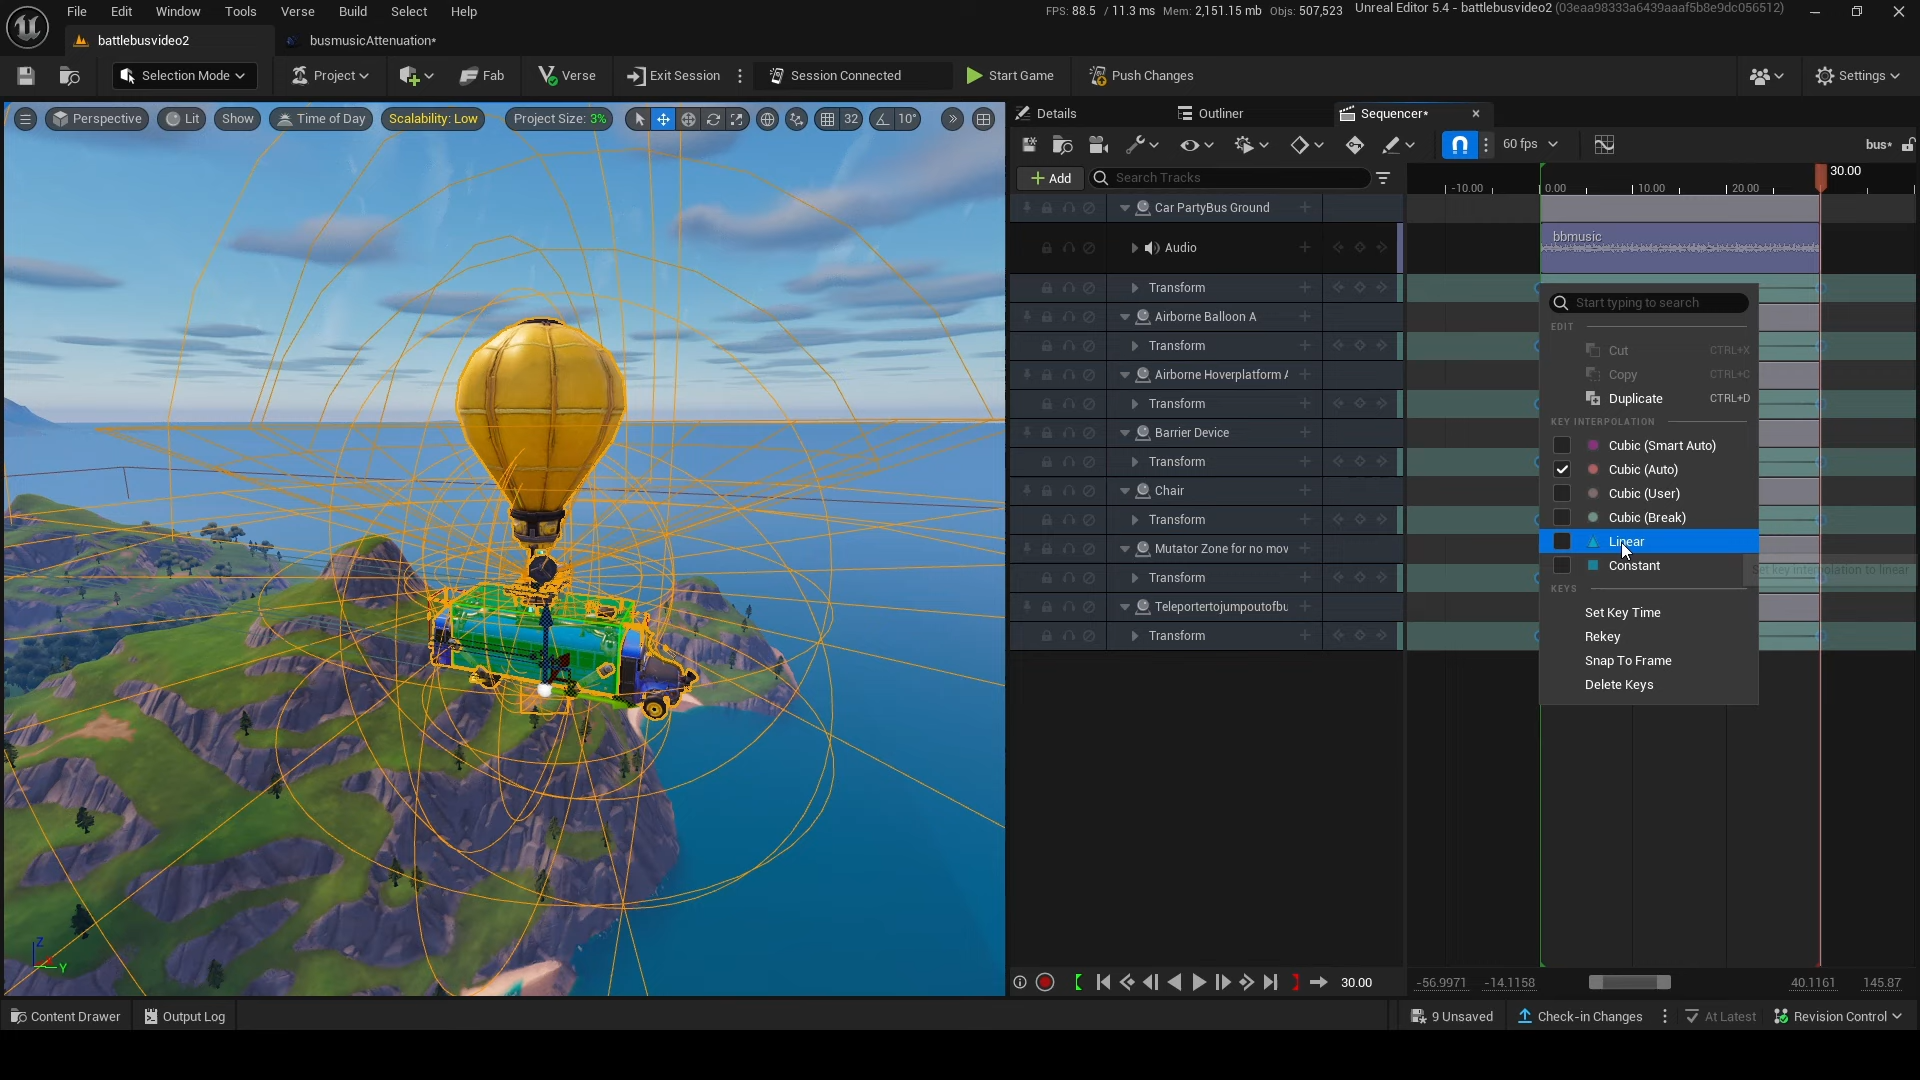 File Edit Window Tools Verse Build Select Help
FPS: 88.5 / 11.3 ms Mem: 2,151.15 mb Objs: 507,523 Unreal Editor 5.4 - battlebusvideo2 (03eaa98333a6439aaaf5b8e9dc056512)
battlebusvideo2 busmusicAttenuation*
Selection Mode Project Fab Verse Exit Session Session Connected Start Game Push Changes Settings
Perspective Lit Show Time of Day Scalability: Low Project Size: 3% 32 10°
Details Outliner Sequencer*
60 fps bus*
Add Search Tracks
30.00
-10.00 0.00 10.00 20.00
Car PartyBus Ground
Audio bbmusic
Transform
Airborne Balloon A
Transform
Airborne Hoverplatform A
Transform
Barrier Device
Transform
Chair
Transform
Mutator Zone for no mov
Transform
Teleportertojumpoutofbu
Transform
Start typing to search
EDIT
Cut CTRL+X
Copy CTRL+C
Duplicate CTRL+D
KEY INTERPOLATION
Cubic (Smart Auto)
Cubic (Auto)
Cubic (User)
Cubic (Break)
Linear
Constant
Set key interpolation to linear
KEYS
Set Key Time
Rekey
Snap To Frame
Delete Keys
Z
Y
30.00 -56.9971 -14.1158 40.1161 145.87
Content Drawer Output Log 9 Unsaved Check-in Changes At Latest Revision Control